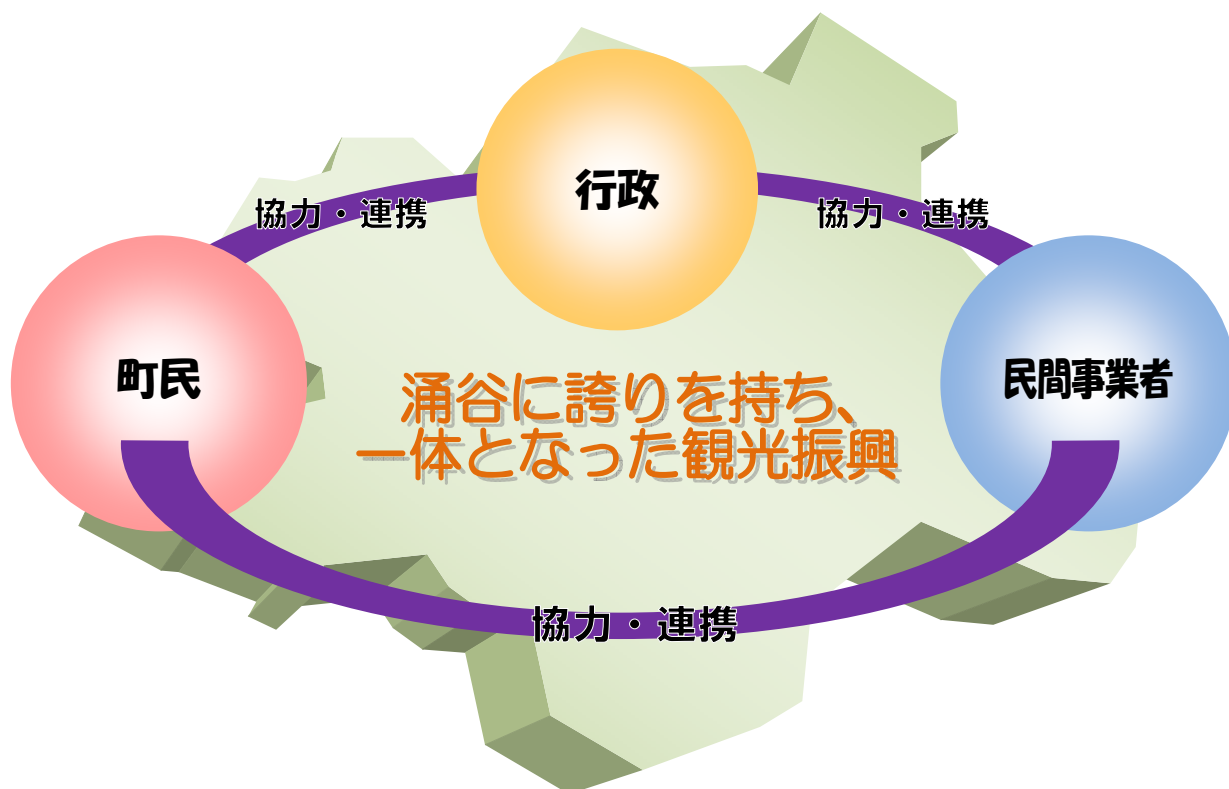 行政
協力・連携
協力・連携
町民
民間事業者
涌谷に誇りを持ち、
一体となった観光振興
協力・連携